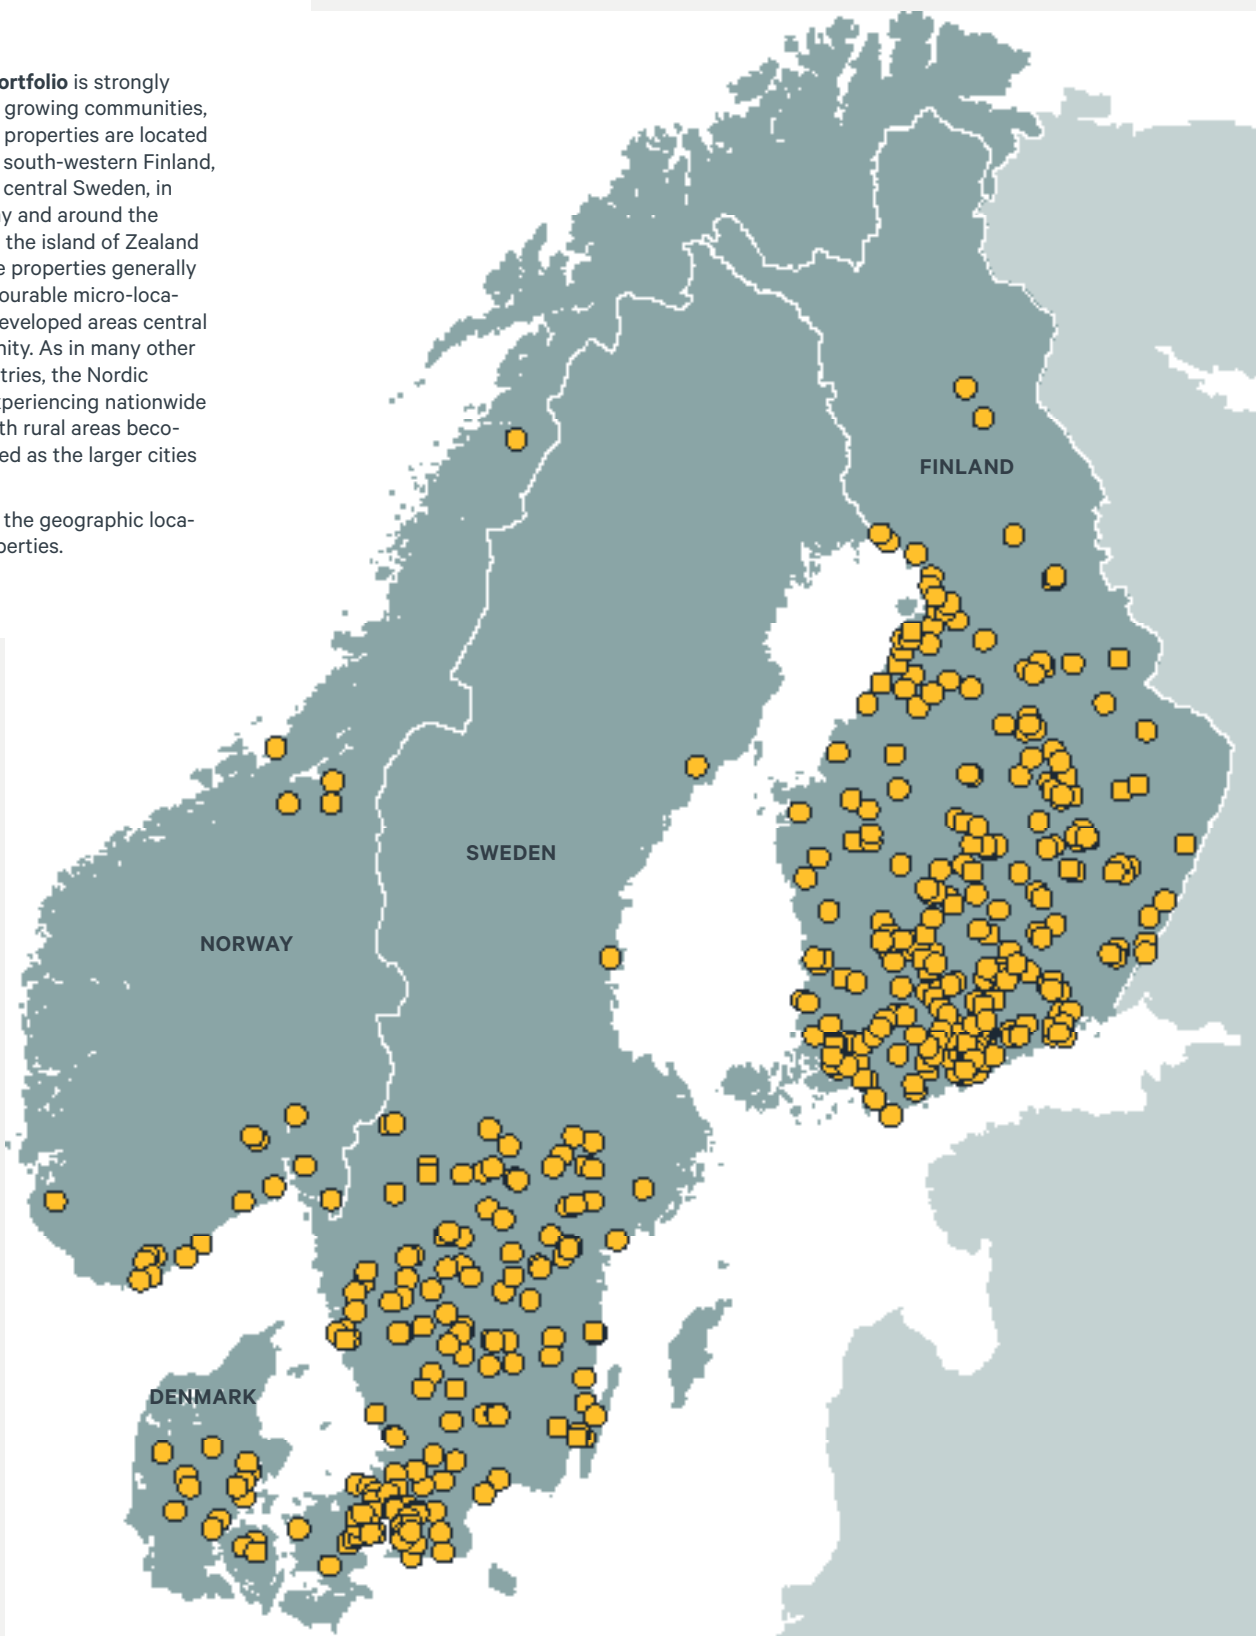 ortfolio is strongly
growing communities,
properties are located
south-western Finland,
central Sweden, in
y and around the
the island of Zealand
e properties generally
ourable micro-loca-
eveloped areas central
nity. As in many other
tries, the Nordic
xperiencing nationwide
th rural areas beco-
ed as the larger cities
the geographic loca-
perties.
FINLAND
SWEDEN
NORWAY
DENMARK